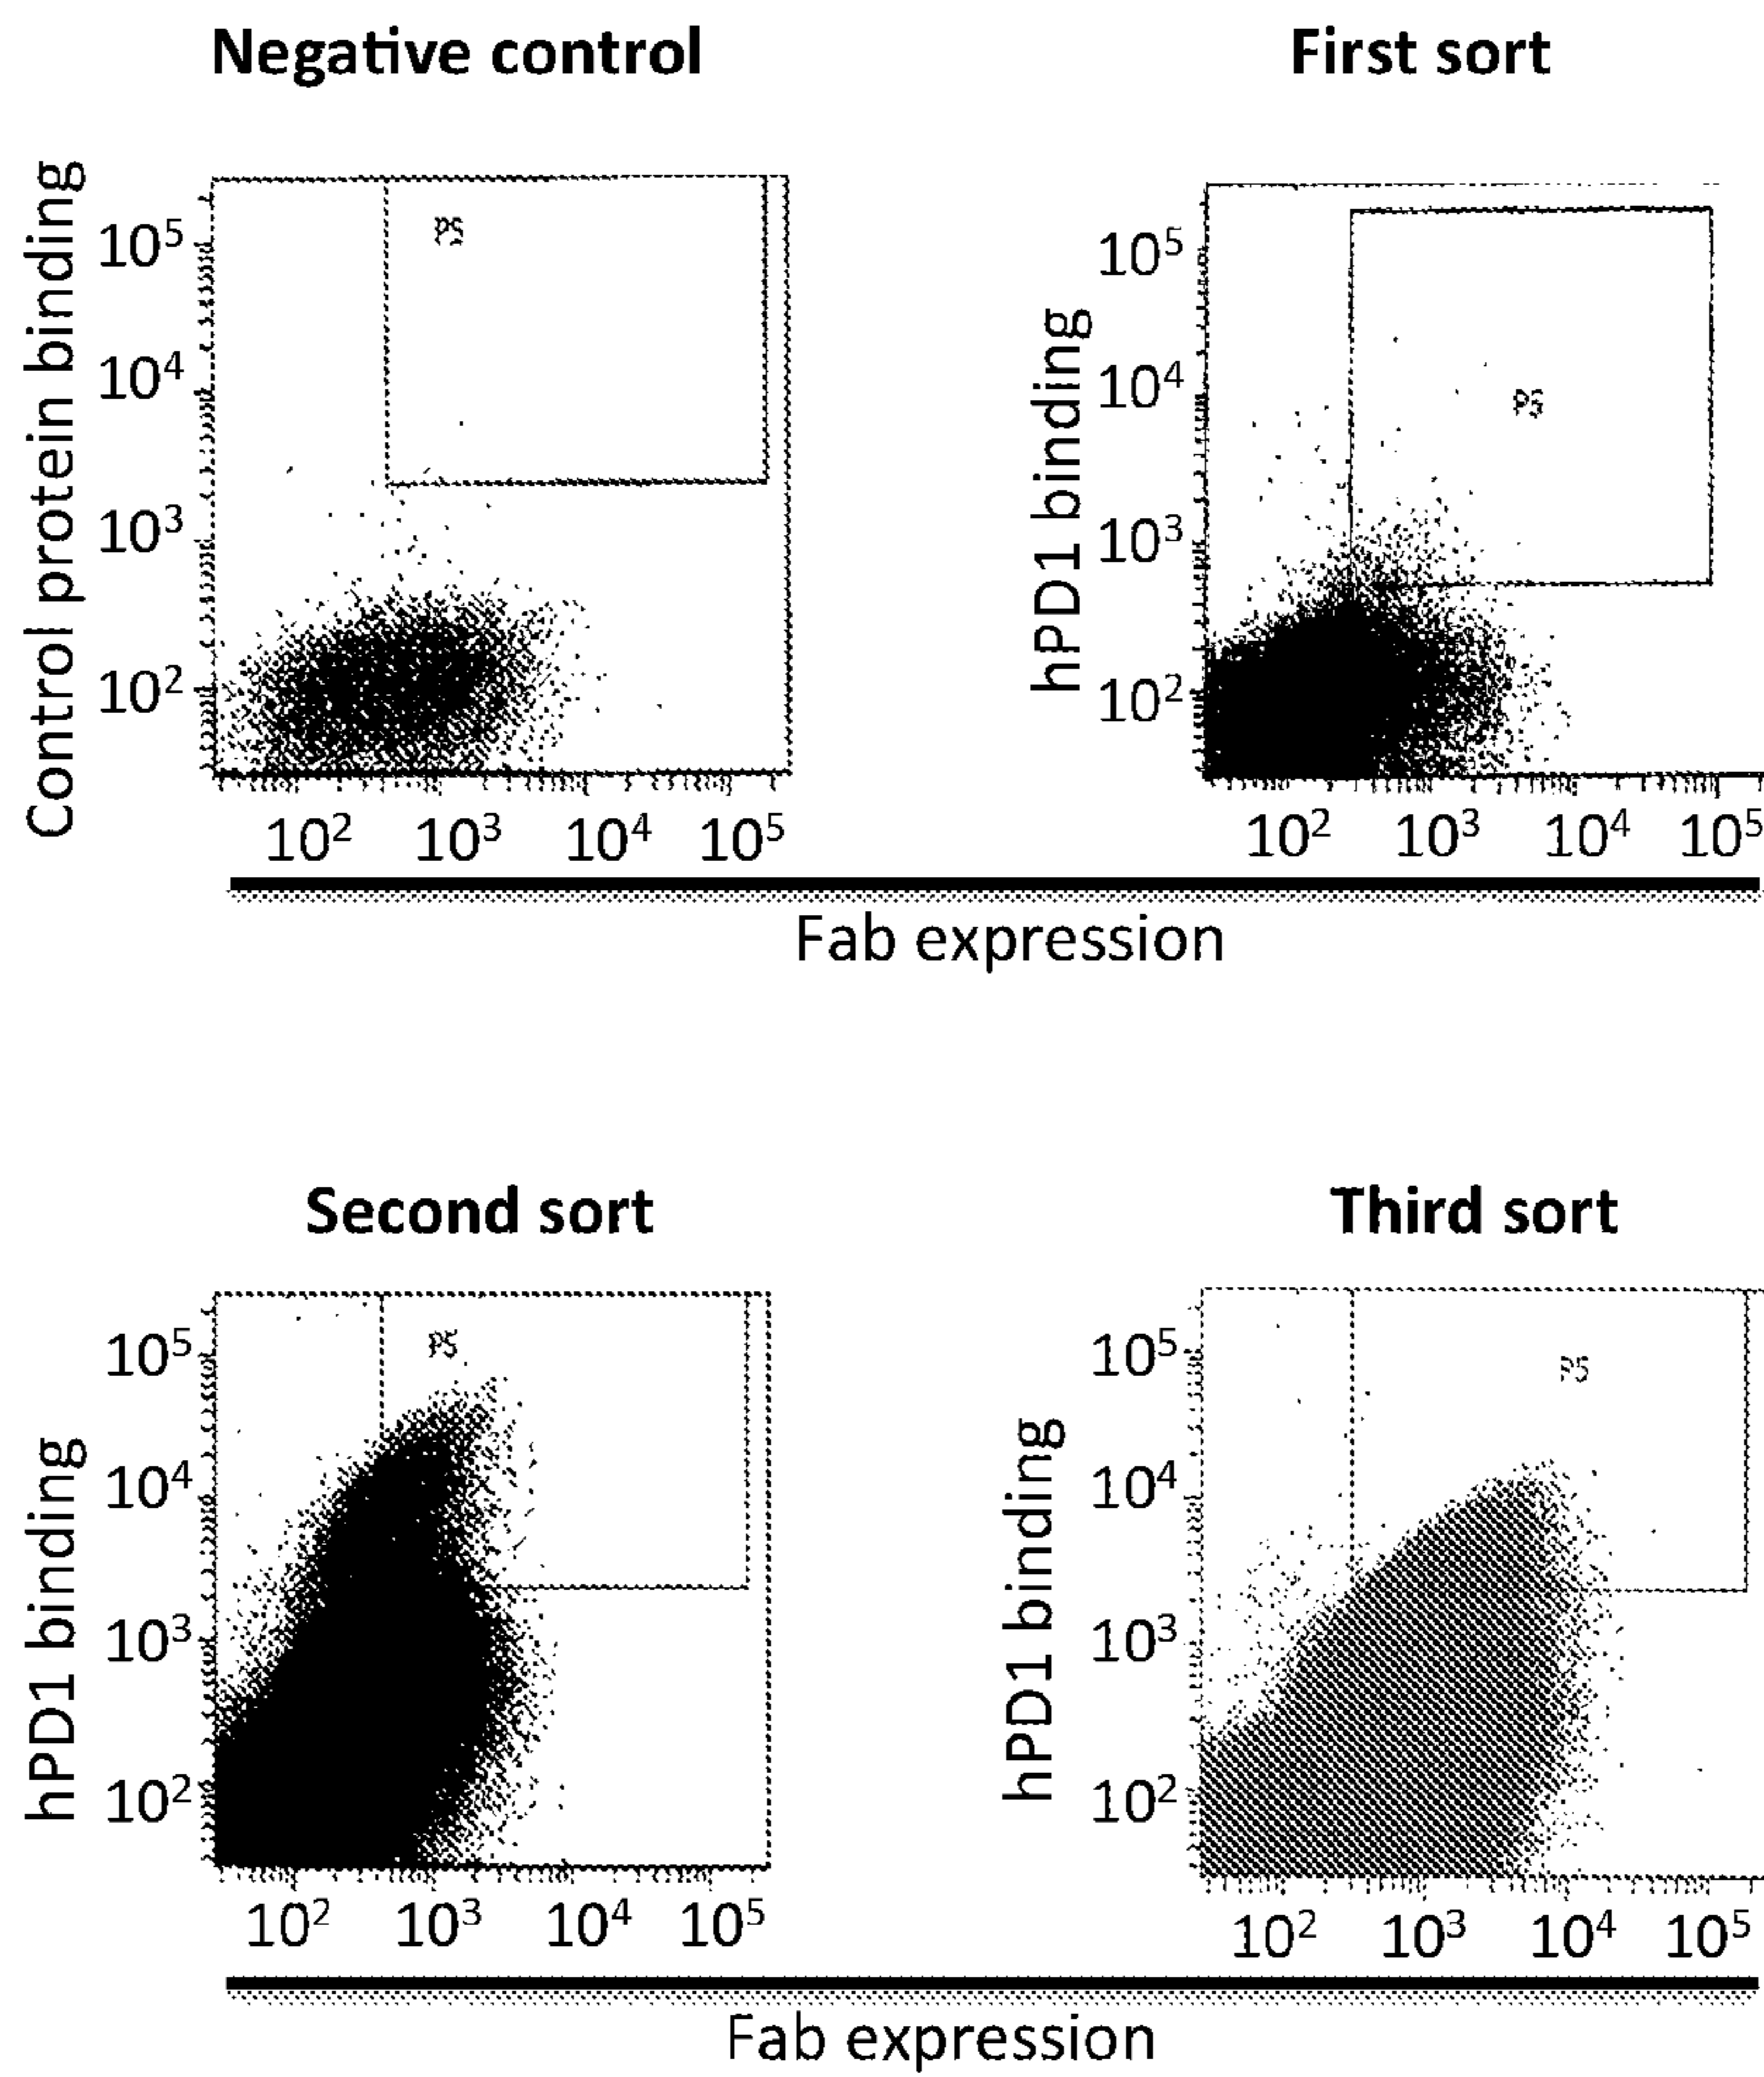 Negative control
First sort
Control protein binding
10⁵
10⁴
10³
10²
P5
10² 10³ 10⁴ 10⁵
hPD1 binding
10⁵
10⁴
10³
10²
P5
10² 10³ 10⁴ 10⁵
Fab expression
Second sort
Third sort
hPD1 binding
10⁵
10⁴
10³
10²
P5
10² 10³ 10⁴ 10⁵
hPD1 binding
10⁵
10⁴
10³
10²
P5
10² 10³ 10⁴ 10⁵
Fab expression